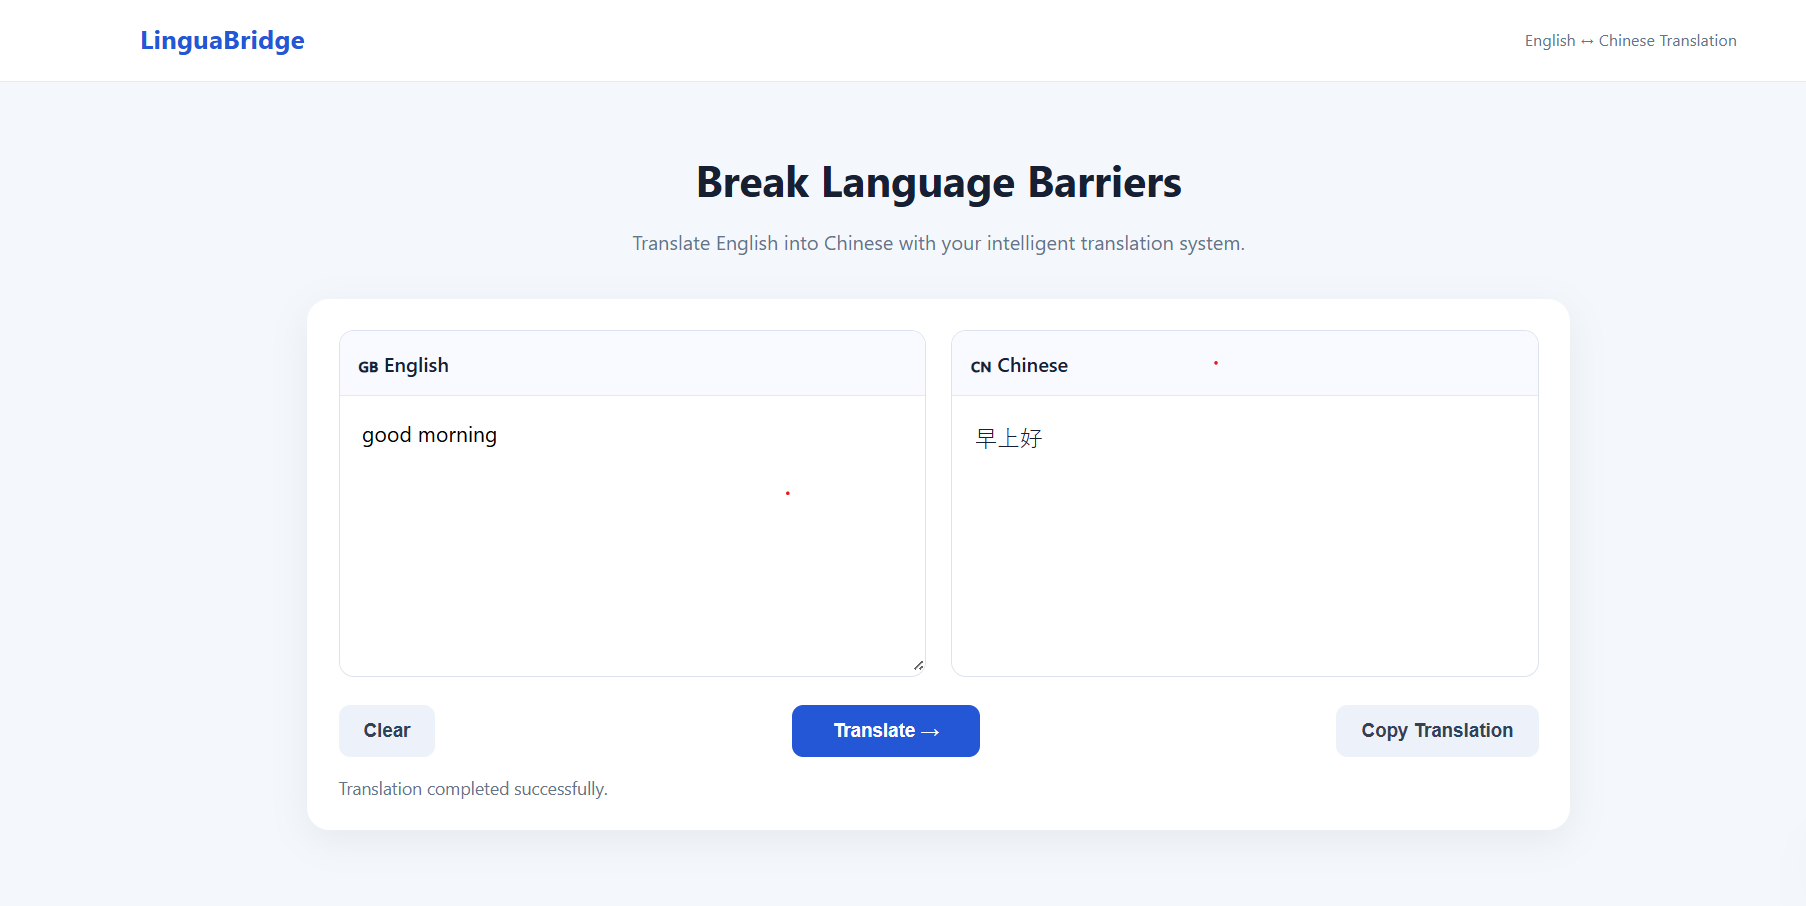 LinguaBridge
English ↔ Chinese Translation
Break Language Barriers
Translate English into Chinese with your intelligent translation system.
GB English
CN Chinese
good morning
早上好
Clear
Translate →
Copy Translation
Translation completed successfully.